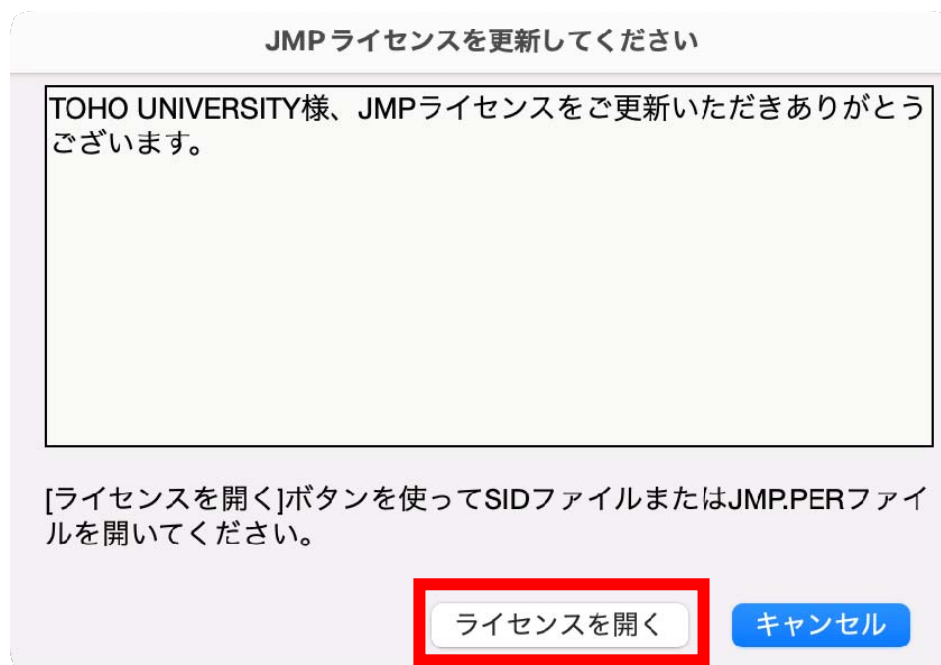 JMPライセンスを更新してください
TOHO UNIVERSITY様、JMPライセンスをご更新いただきありがとう
ございます。
[ライセンスを開く]ボタンを使ってSIDファイルまたはJMP.PERファイ
ルを開いてください。
ライセンスを開く
キャンセル